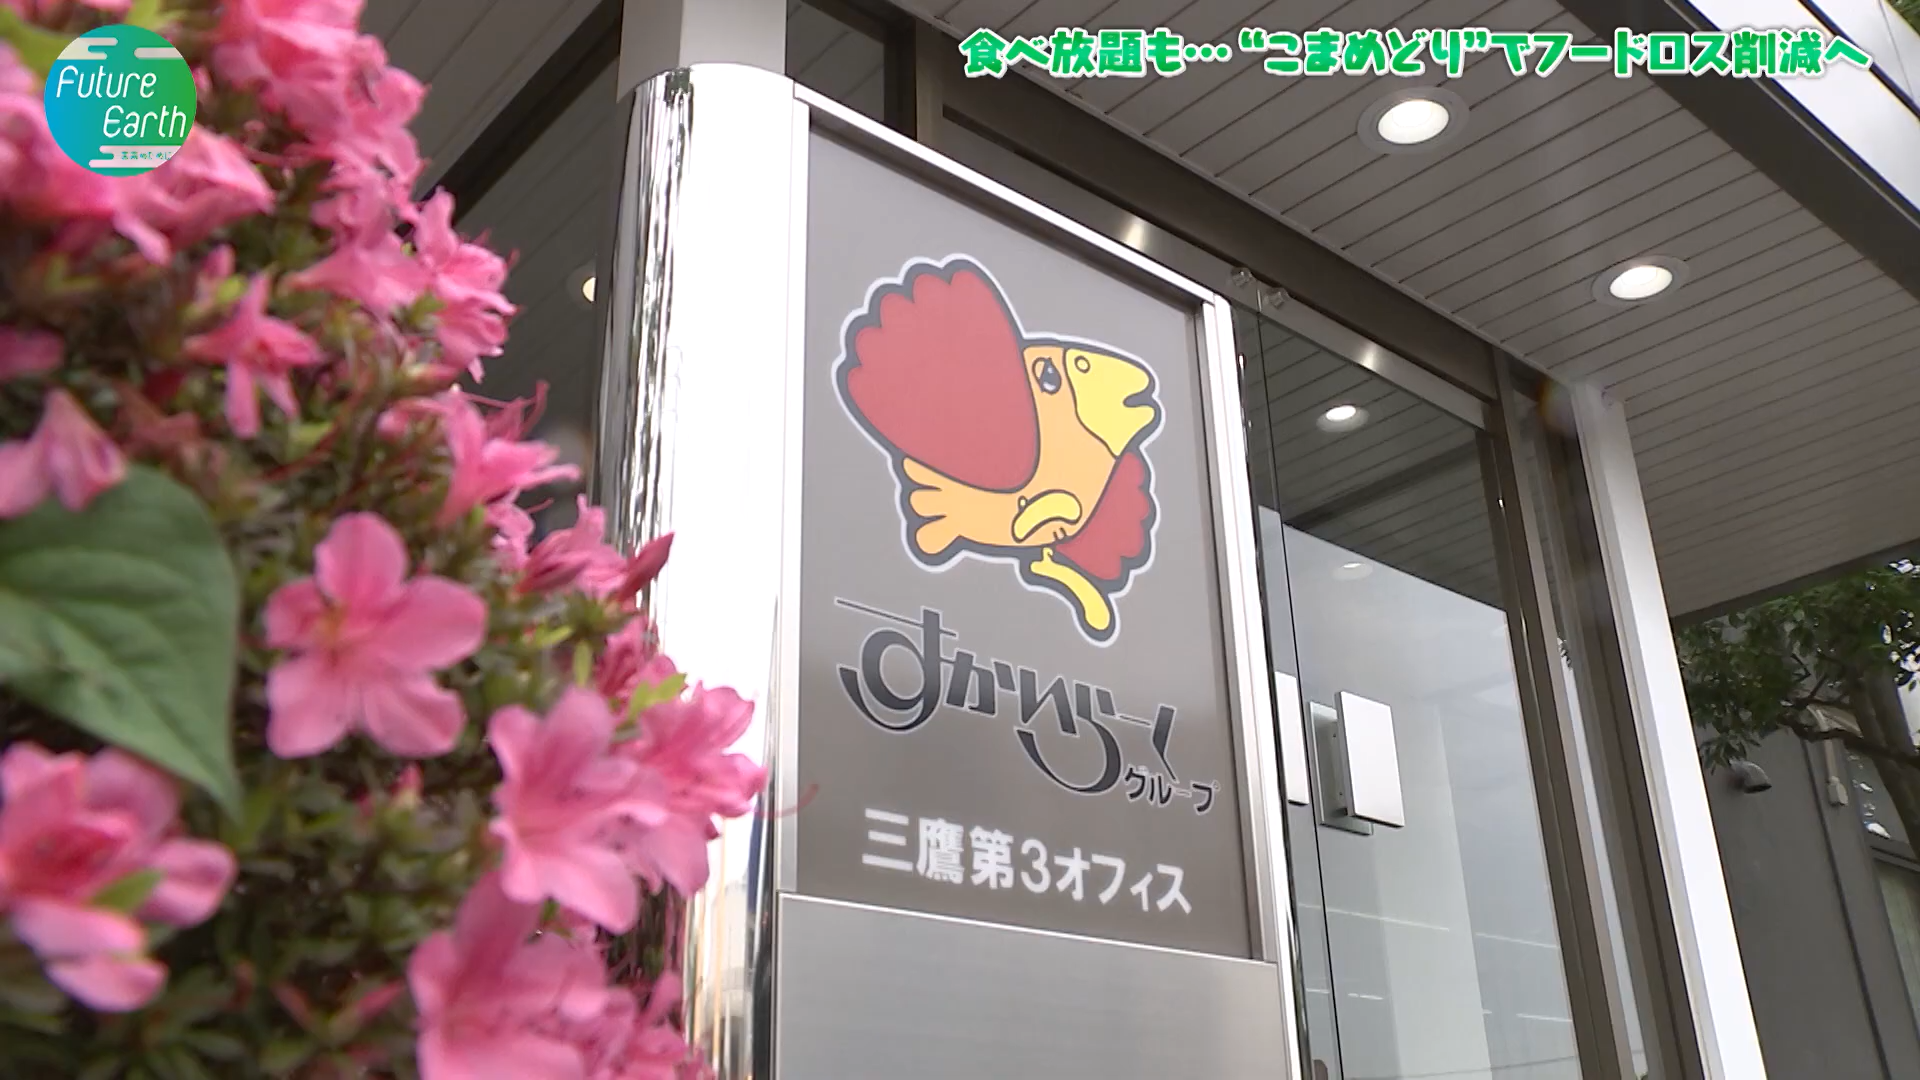 Future
Earth
食べ放題も…“こまめどり”でフードロス削減へ
すかいらーく
グループ
三鷹第3オフィス